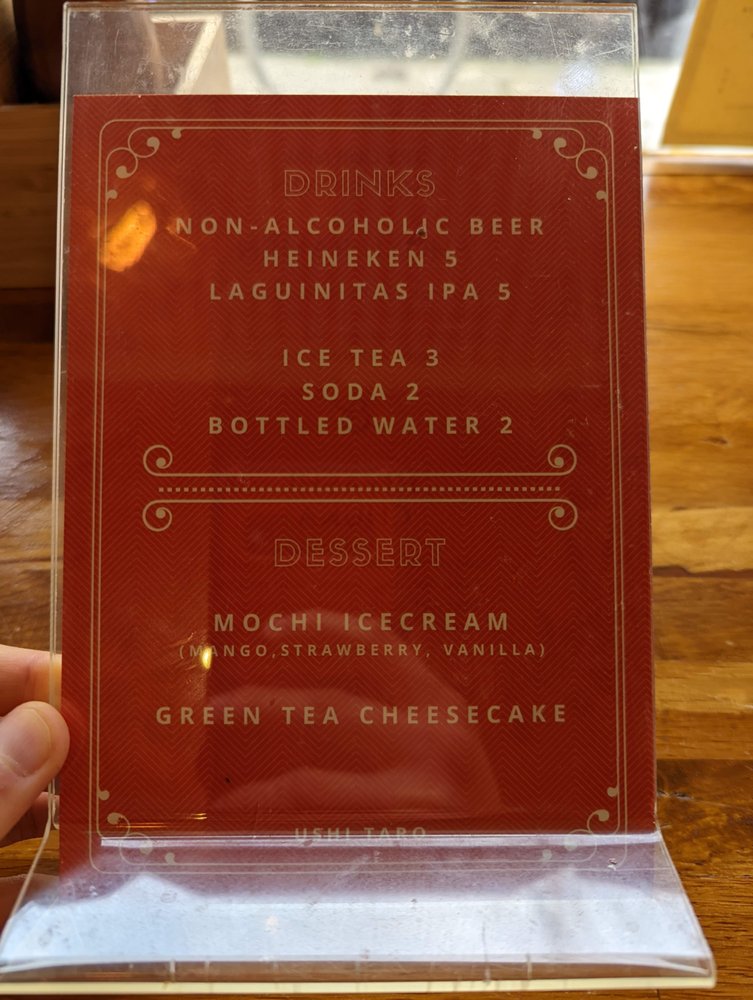 DRINKS
NON-ALCOHOLIC BEER
HEINEKEN 5
LAGUINITAS IPA 5
ICE TEA 3
SODA 2
BOTTLED WATER 2
DESSERT
MOCHI ICECREAM
(MANGO,STRAWBERRY, VANILLA)
GREEN TEA CHEESECAKE
USHI TARO